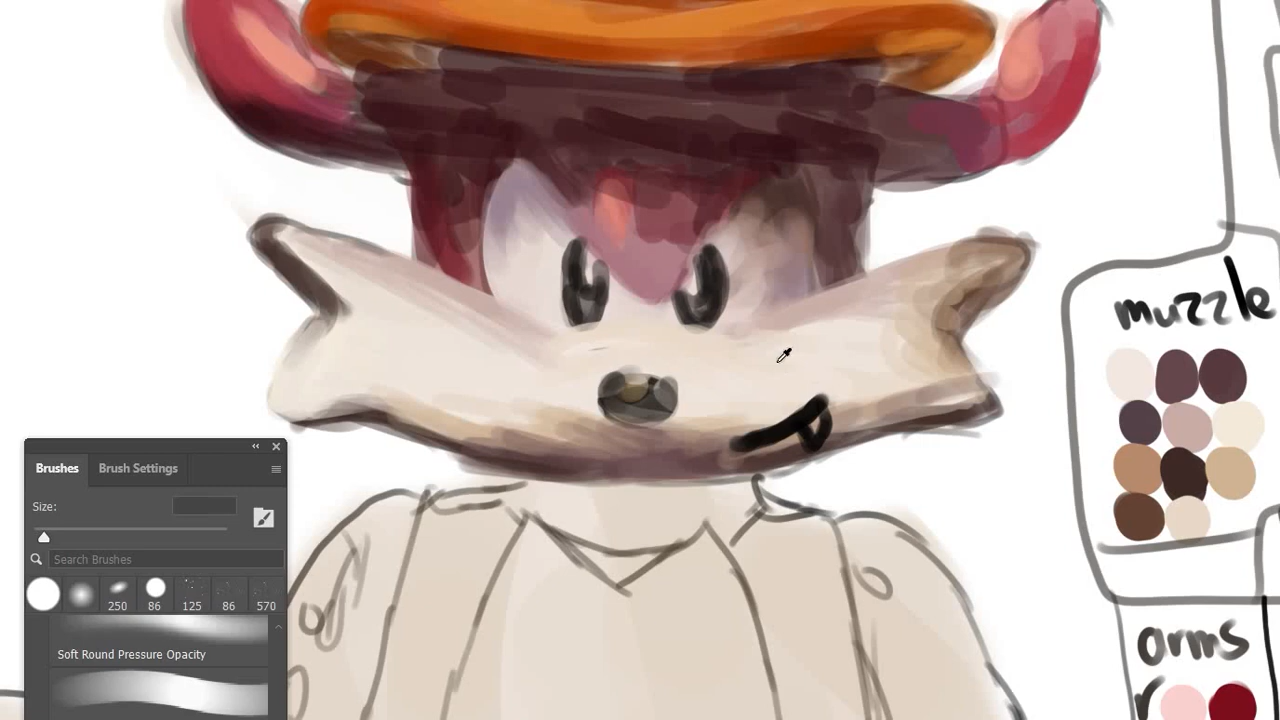 muzzle
Brushes
Brush Settings
Size:
Search Brushes
250 86 125 86 570
Soft Round Pressure Opacity
arms